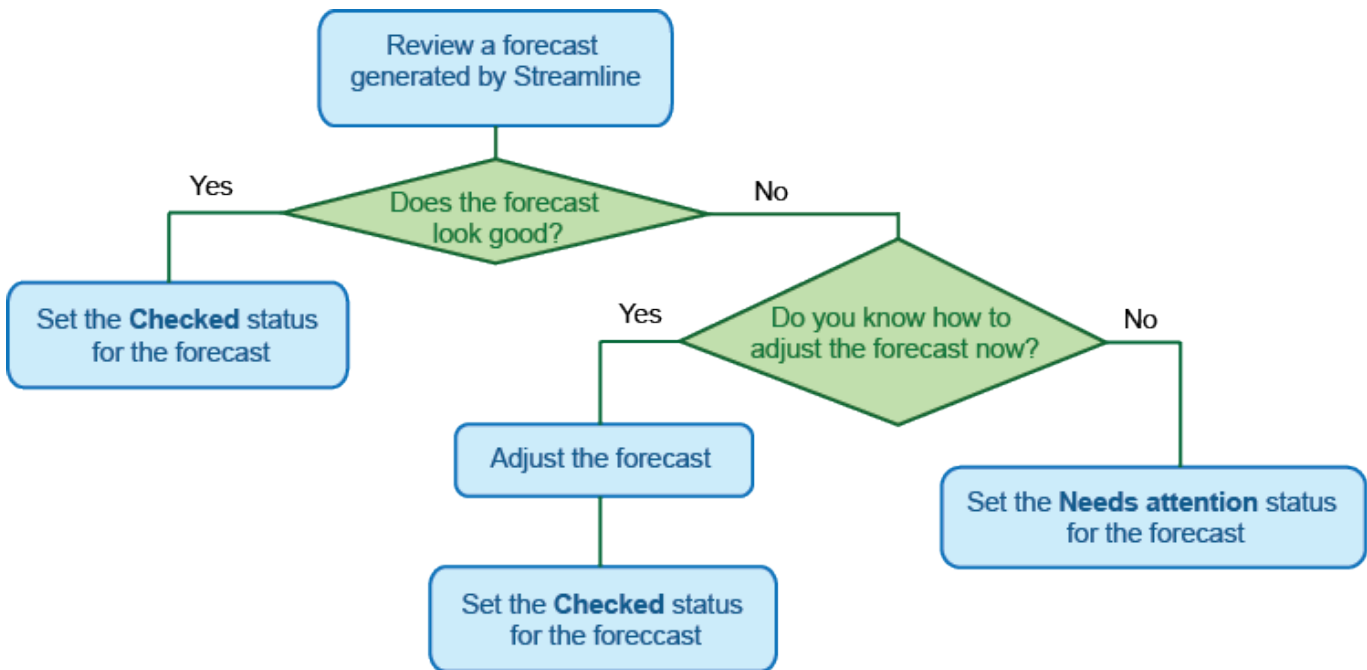 Review a forecast
generated by Streamline
Yes
No
Does the forecast
look good?
Set the Checked status
for the forecast
Yes
No
Do you know how to
adjust the forecast now?
Adjust the forecast
Set the Needs attention status
for the forecast
Set the Checked status
for the foreccast